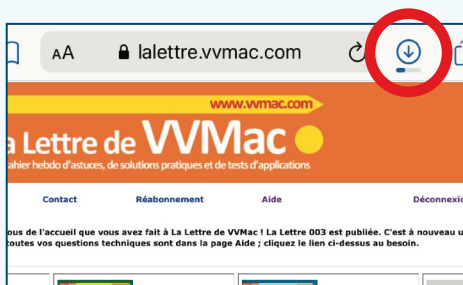 AA lalettre.vvmac.com
www.vvmac.com
a Lettre de VVMac
ahier hebdo d'astuces, de solutions pratiques et de tests d'applications
Contact Réabonnement Aide Déconnexio
ous de l'accueil que vous avez fait à La Lettre de VVMac ! La Lettre 003 est publiée. C'est à nouveau u
toutes vos questions techniques sont dans la page Aide ; cliquez le lien ci-dessus au besoin.